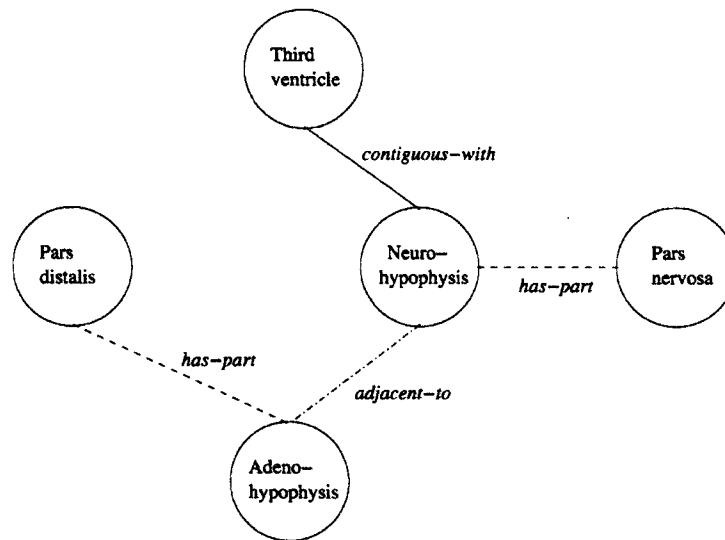 Third
ventricle
contiguous-with
Pars
distalis
Neuro-
hypophysis
has-part
Pars
nervosa
has-part
adjacent-to
Adeno-
hypophysis